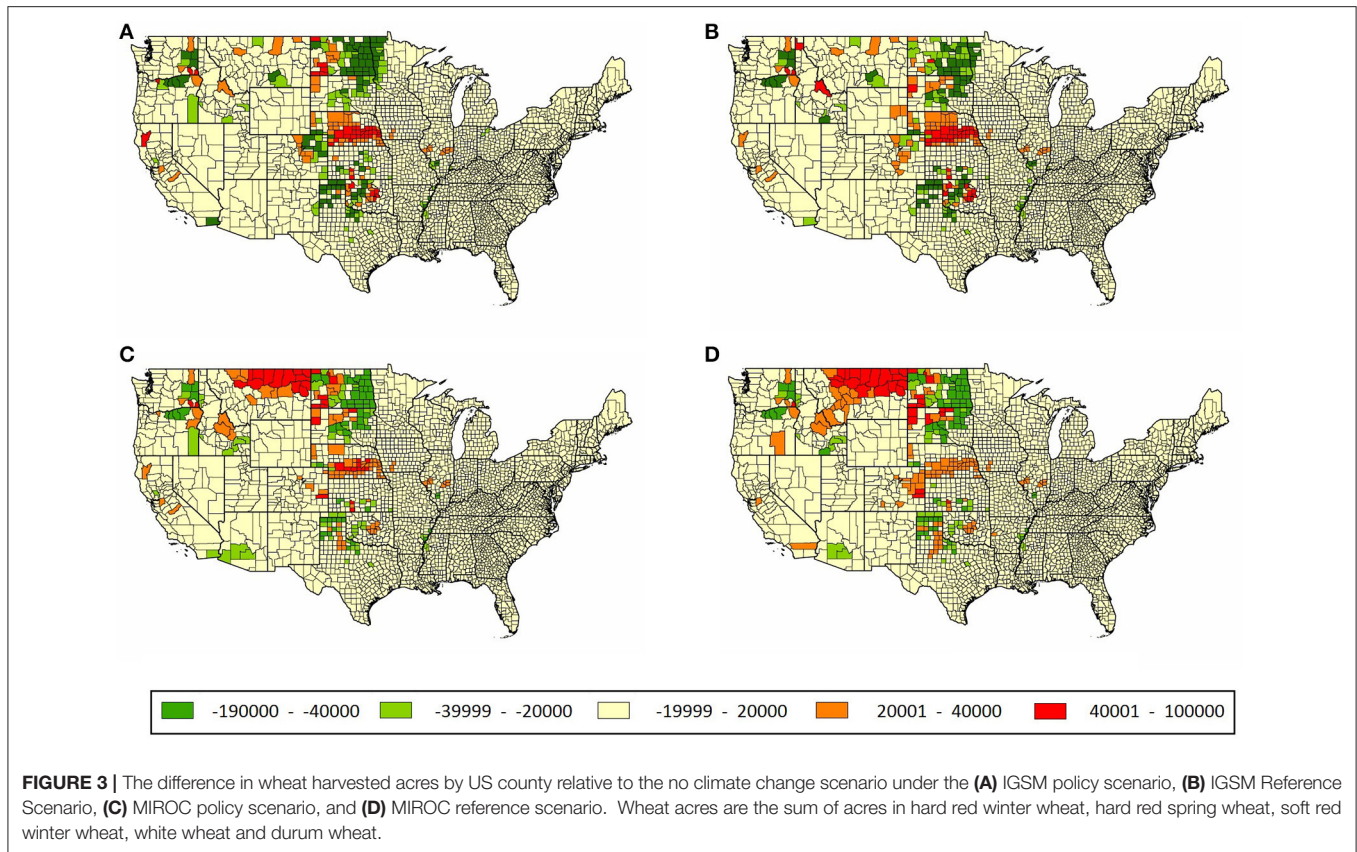 A
B
C
D
-190000 - -40000 -39999 - -20000 -19999 - 20000 20001 - 40000 40001 - 100000
FIGURE 3 | The difference in wheat harvested acres by US county relative to the no climate change scenario under the (A) IGSM policy scenario, (B) IGSM Reference
Scenario, (C) MIROC policy scenario, and (D) MIROC reference scenario. Wheat acres are the sum of acres in hard red winter wheat, hard red spring wheat, soft red
winter wheat, white wheat and durum wheat.